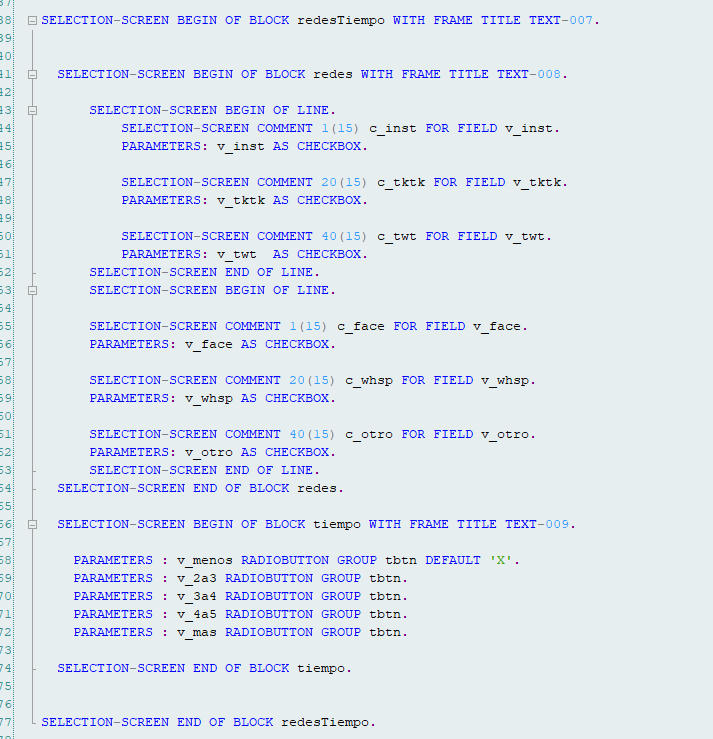 37
38 SELECTION-SCREEN BEGIN OF BLOCK redesTiempo WITH FRAME TITLE TEXT-007.
39
40
41 SELECTION-SCREEN BEGIN OF BLOCK redes WITH FRAME TITLE TEXT-008.
42
43 SELECTION-SCREEN BEGIN OF LINE.
44 SELECTION-SCREEN COMMENT 1(15) c_inst FOR FIELD v_inst.
45 PARAMETERS: v_inst AS CHECKBOX.
46
47 SELECTION-SCREEN COMMENT 20(15) c_tktk FOR FIELD v_tktk.
48 PARAMETERS: v_tktk AS CHECKBOX.
49
50 SELECTION-SCREEN COMMENT 40(15) c_twt FOR FIELD v_twt.
51 PARAMETERS: v_twt  AS CHECKBOX.
52 SELECTION-SCREEN END OF LINE.
53 SELECTION-SCREEN BEGIN OF LINE.
54
55 SELECTION-SCREEN COMMENT 1(15) c_face FOR FIELD v_face.
56 PARAMETERS: v_face AS CHECKBOX.
57
58 SELECTION-SCREEN COMMENT 20(15) c_whsp FOR FIELD v_whsp.
59 PARAMETERS: v_whsp AS CHECKBOX.
60
61 SELECTION-SCREEN COMMENT 40(15) c_otro FOR FIELD v_otro.
62 PARAMETERS: v_otro AS CHECKBOX.
63 SELECTION-SCREEN END OF LINE.
64 SELECTION-SCREEN END OF BLOCK redes.
65
66 SELECTION-SCREEN BEGIN OF BLOCK tiempo WITH FRAME TITLE TEXT-009.
67
68 PARAMETERS : v_menos RADIOBUTTON GROUP tbtn DEFAULT 'X'.
69 PARAMETERS : v_2a3 RADIOBUTTON GROUP tbtn.
70 PARAMETERS : v_3a4 RADIOBUTTON GROUP tbtn.
71 PARAMETERS : v_4a5 RADIOBUTTON GROUP tbtn.
72 PARAMETERS : v_mas RADIOBUTTON GROUP tbtn.
73
74 SELECTION-SCREEN END OF BLOCK tiempo.
75
76
77 SELECTION-SCREEN END OF BLOCK redesTiempo.